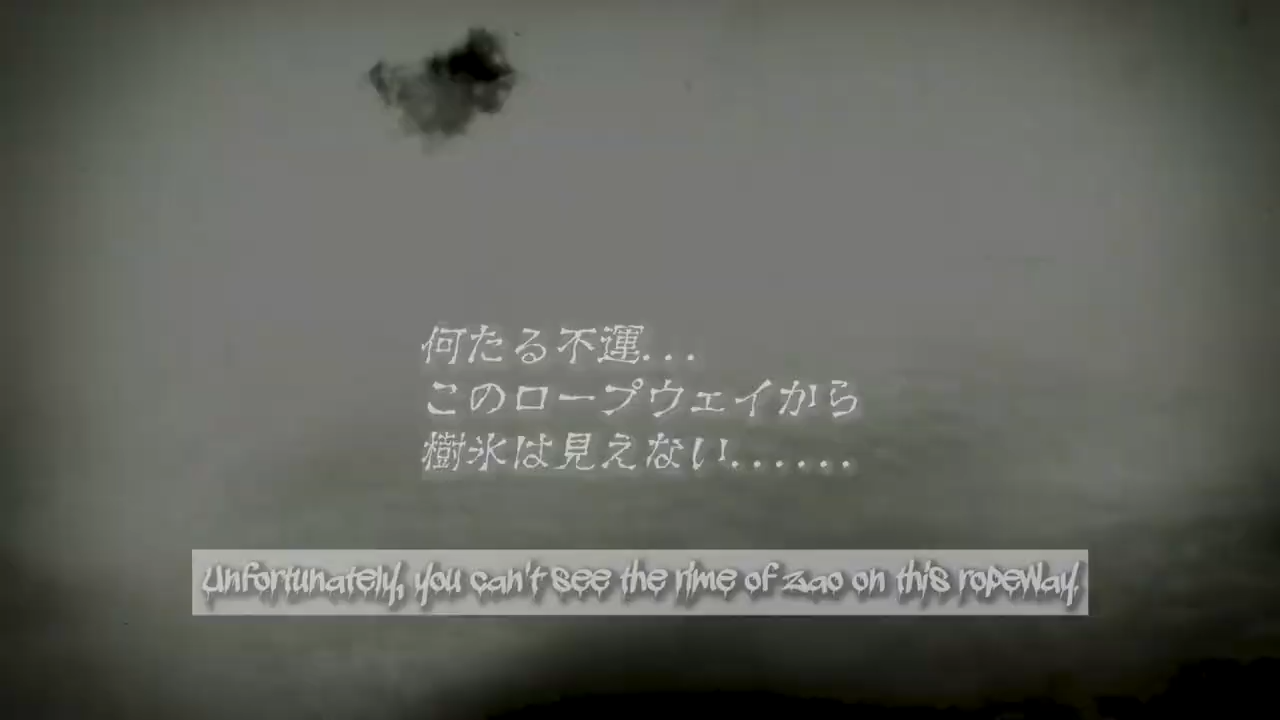 何たる不運...
このロープウェイから
樹氷は見えない......
Unfortunately, you can't see the rime of zao on this ropeway.